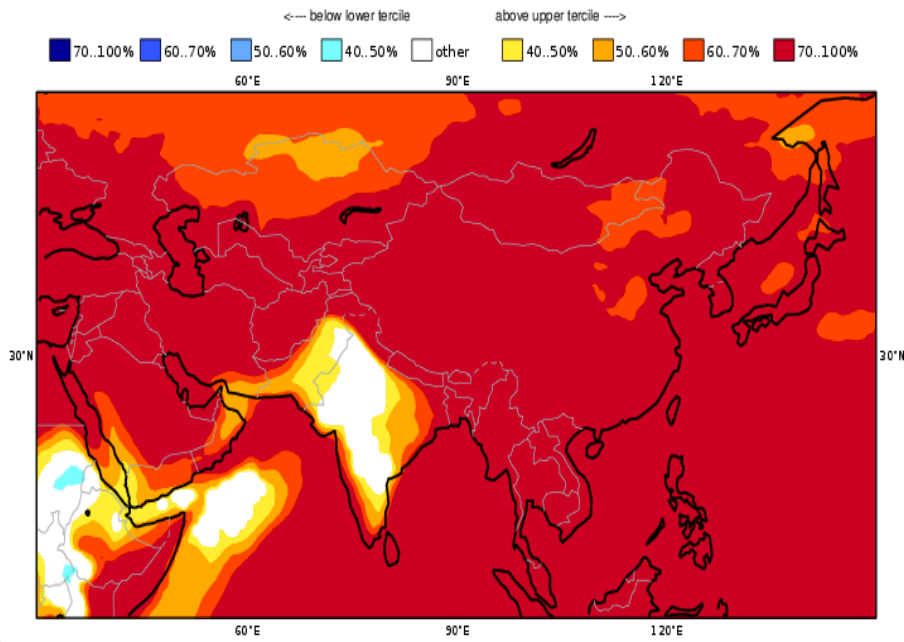 <---- below lower tercile above upper tercile ---->
70..100% 60..70% 50..60% 40..50% other 40..50% 50..60% 60..70% 70..100%
60°E 90°E 120°E
30°N 30°N
60°E 90°E 120°E